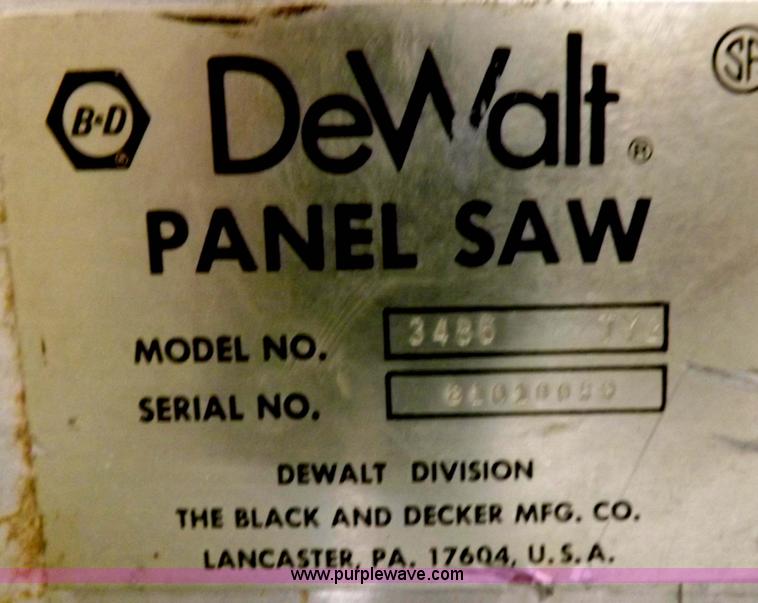 B·D
DeWalt ®
PANEL SAW
MODEL NO.
SERIAL NO.
DEWALT DIVISION
THE BLACK AND DECKER MFG. CO.
LANCASTER, PA. 17604, U.S.A.
www.purplewave.com